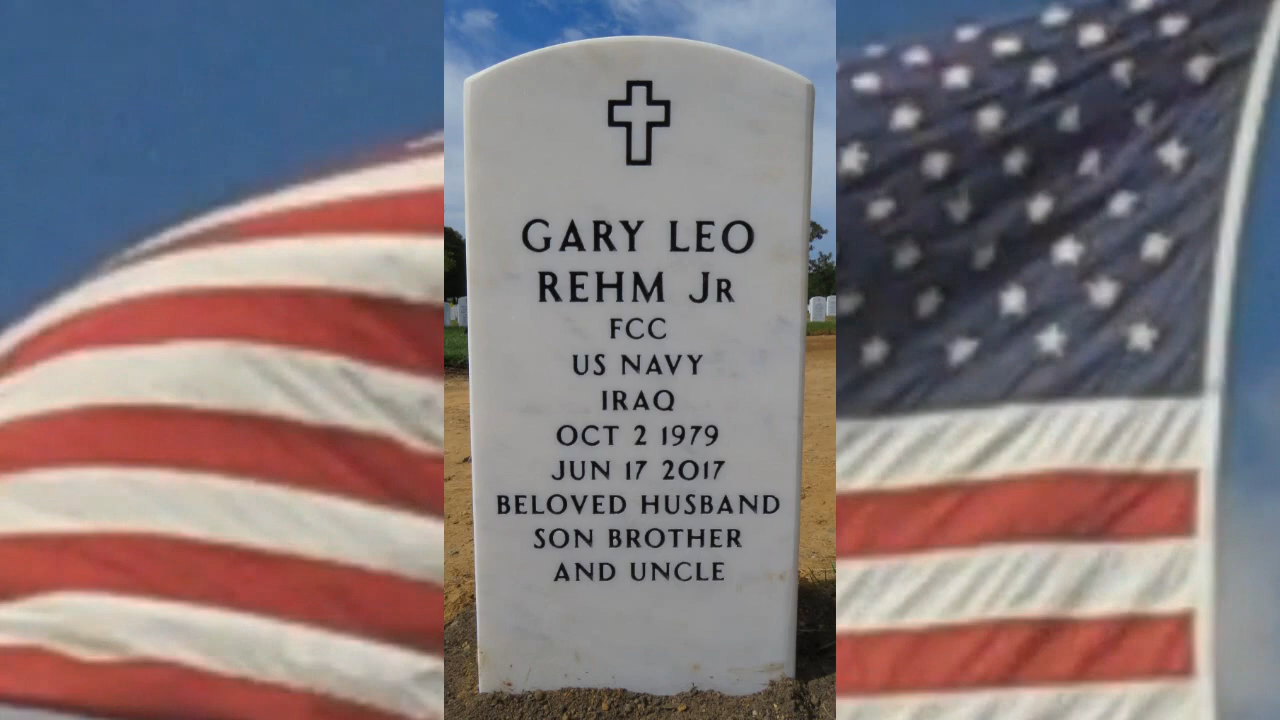 GARY LEO
REHM JR
FCC
US NAVY
IRAQ
OCT 2 1979
JUN 17 2017
BELOVED HUSBAND
SON BROTHER
AND UNCLE